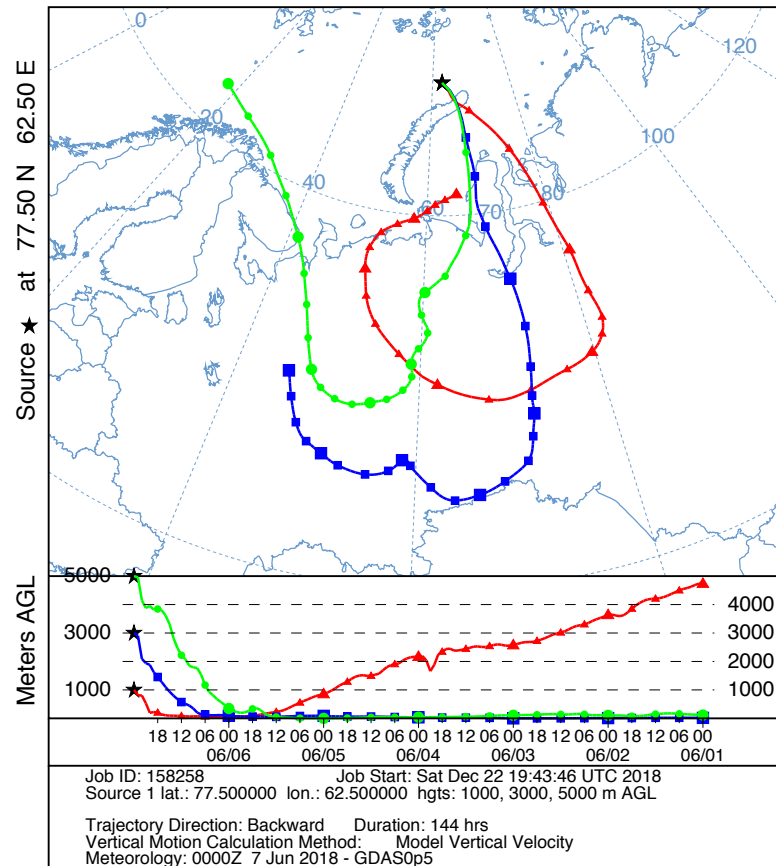 Source ★ at 77.50 N 62.50 E
0
20
40
60
70
80
100
120
Meters AGL
5000
3000
1000
4000
3000
2000
1000
18 12 06 00 18 12 06 00 18 12 06 00 18 12 06 00 18 12 06 00 18 12 06 00
06/06 06/05 06/04 06/03 06/02 06/01
Job ID: 158258 Job Start: Sat Dec 22 19:43:46 UTC 2018
Source 1 lat.: 77.500000 lon.: 62.500000 hgts: 1000, 3000, 5000 m AGL
Trajectory Direction: Backward Duration: 144 hrs
Vertical Motion Calculation Method: Model Vertical Velocity
Meteorology: 0000Z 7 Jun 2018 - GDAS0p5